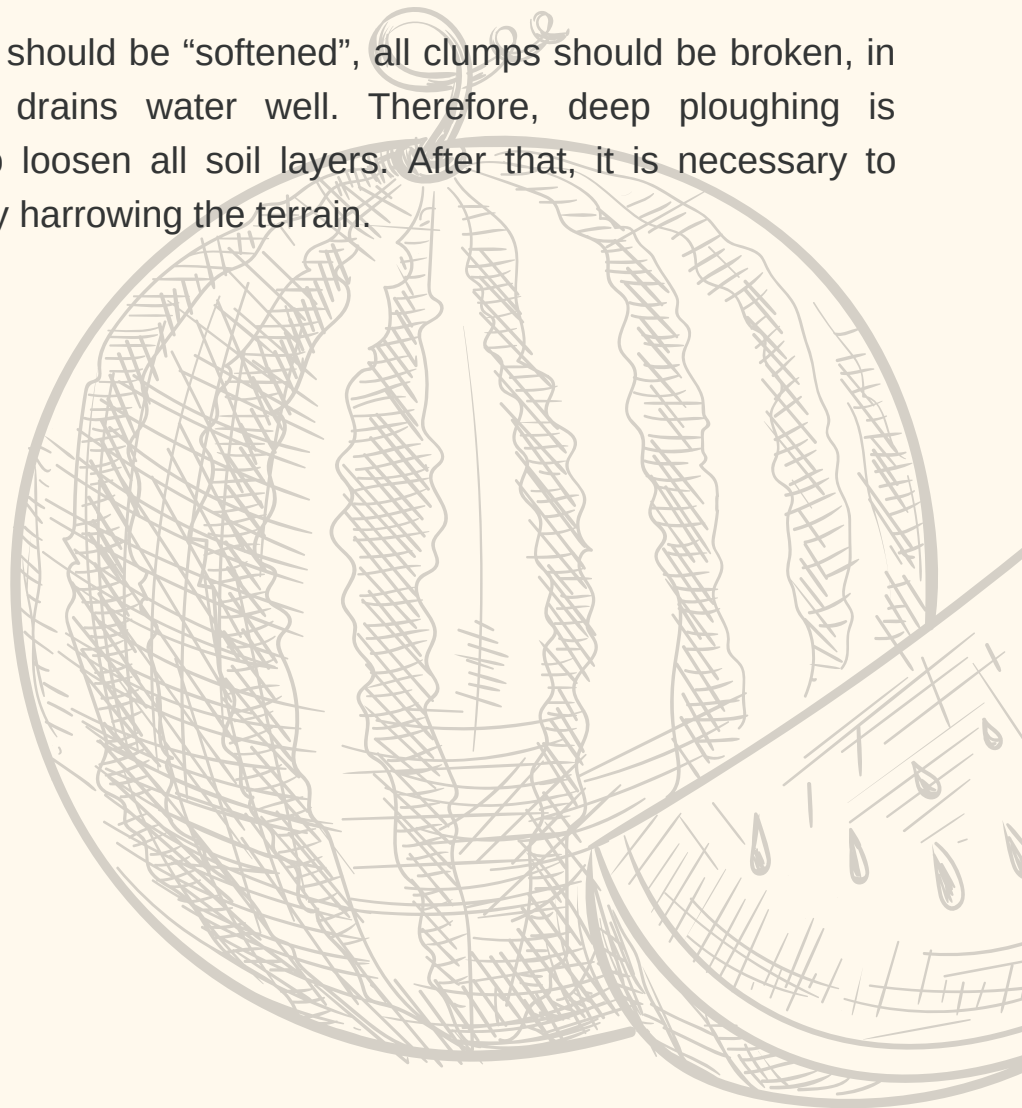 should be “softened”, all clumps should be broken, in
drains water well. Therefore, deep ploughing is
loosen all soil layers. After that, it is necessary to
harrowing the terrain.